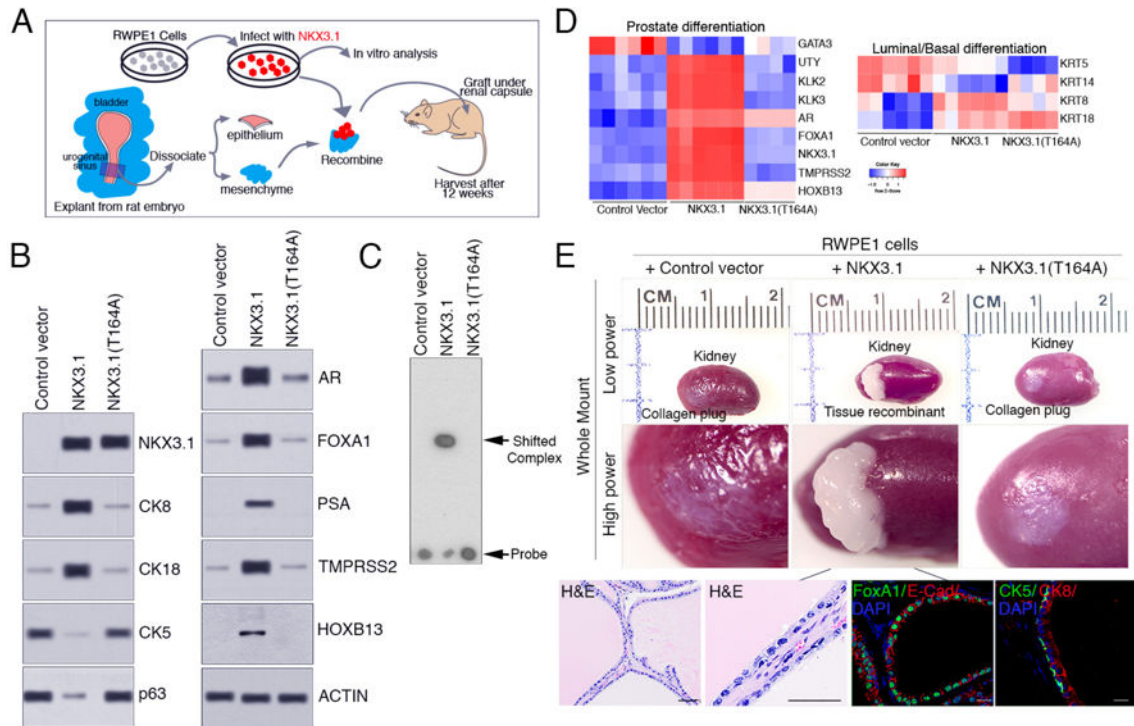 A
RWPE1 Cells
Infect with NKX3.1
In vitro analysis
Graft under
renal capsule
bladder
epithelium
urogenital
sinus
Dissociate
Recombine
mesenchyme
Harvest after
12 weeks
Explant from rat embryo
B
Control vector
NKX3.1
NKX3.1(T164A)
NKX3.1
CK8
CK18
CK5
p63
Control vector
NKX3.1
NKX3.1(T164A)
AR
FOXA1
PSA
TMPRSS2
HOXB13
ACTIN
C
Control vector
NKX3.1
NKX3.1(T164A)
Shifted
Complex
Probe
D
Prostate differentiation
GATA3
UTY
KLK2
KLK3
AR
FOXA1
NKX3.1
TMPRSS2
HOXB13
Control Vector
NKX3.1
NKX3.1(T164A)
Luminal/Basal differentiation
KRT5
KRT14
KRT8
KRT18
Control vector
NKX3.1
NKX3.1(T164A)
Color Key
E
RWPE1 cells
+ Control vector
+ NKX3.1
+ NKX3.1(T164A)
Whole Mount
Low power
High power
CM 1 2
CM 1 2
CM 1 2
Kidney
Kidney
Kidney
Collagen plug
Tissue recombinant
Collagen plug
H&E
H&E
FoxA1/E-Cad/
DAPI
CK5/CK8/
DAPI